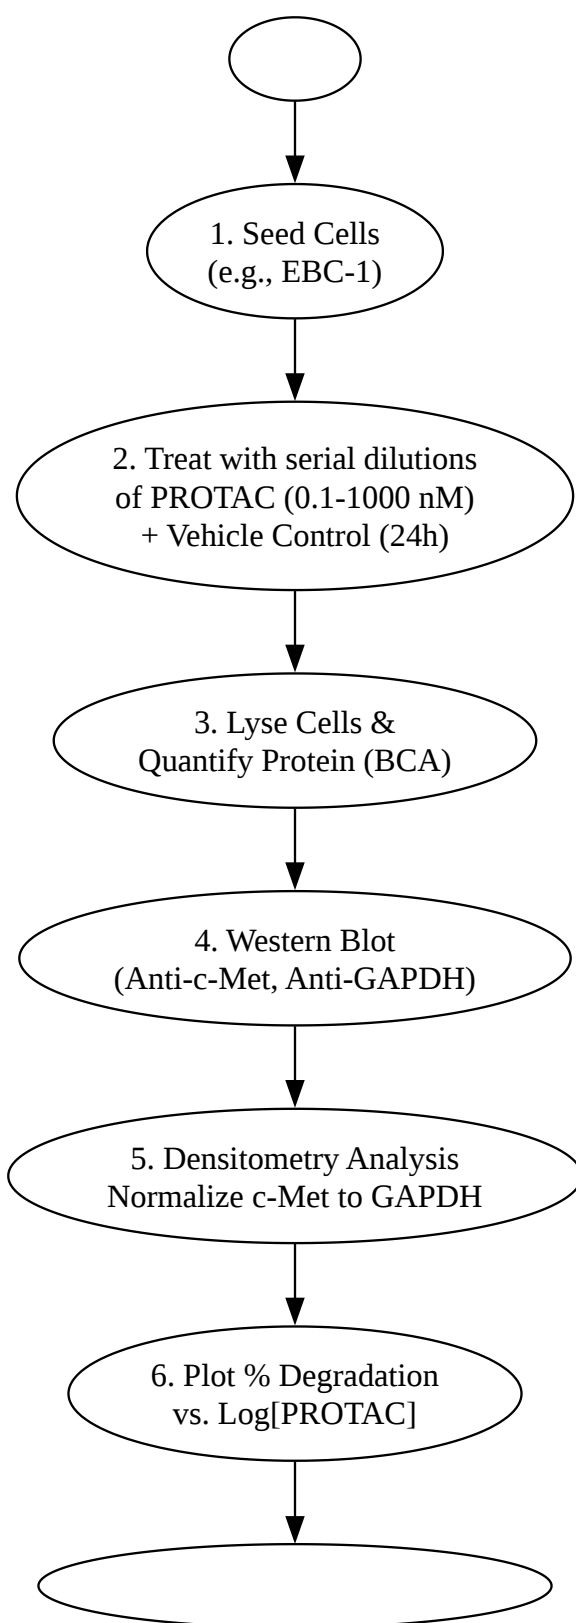 1. Seed Cells
(e.g., EBC-1)
2. Treat with serial dilutions
of PROTAC (0.1-1000 nM)
+ Vehicle Control (24h)
3. Lyse Cells &
Quantify Protein (BCA)
4. Western Blot
(Anti-c-Met, Anti-GAPDH)
5. Densitometry Analysis
Normalize c-Met to GAPDH
6. Plot % Degradation
vs. Log[PROTAC]